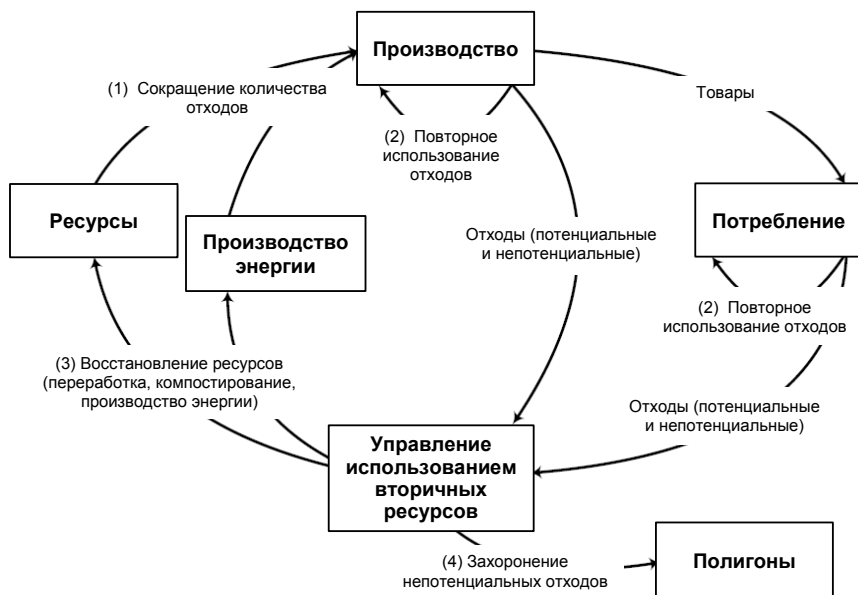 Производство
(1) Сокращение количества
отходов
Товары
(2) Повторное
использование
отходов
Ресурсы
Производство
энергии
Потребление
Отходы (потенциальные
и непотенциальные)
(2) Повторное
использование отходов
(3) Восстановление ресурсов
(переработка, компостирование,
производство энергии)
Отходы (потенциальные
и непотенциальные)
Управление
использованием
вторичных
ресурсов
(4) Захоронение
непотенциальных отходов
Полигоны